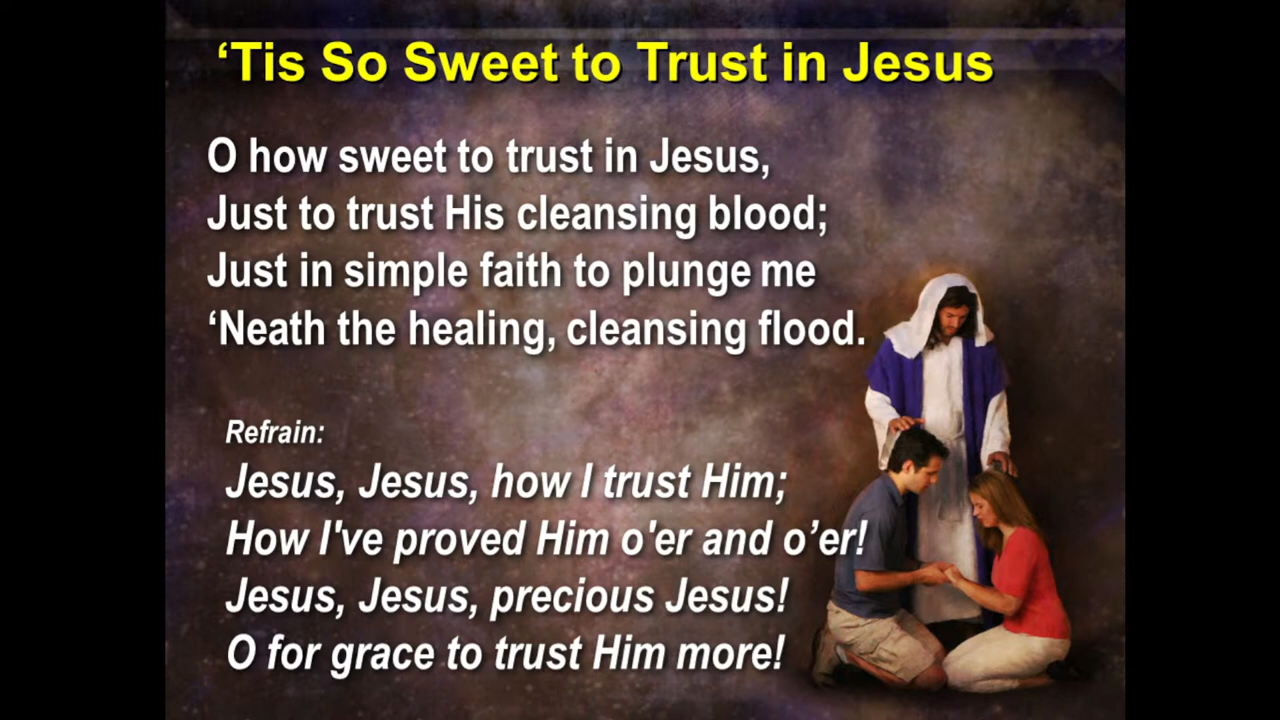 ‘Tis So Sweet to Trust in Jesus
O how sweet to trust in Jesus,
Just to trust His cleansing blood;
Just in simple faith to plunge me
‘Neath the healing, cleansing flood.
Refrain:
Jesus, Jesus, how I trust Him;
How I've proved Him o'er and o’er!
Jesus, Jesus, precious Jesus!
O for grace to trust Him more!